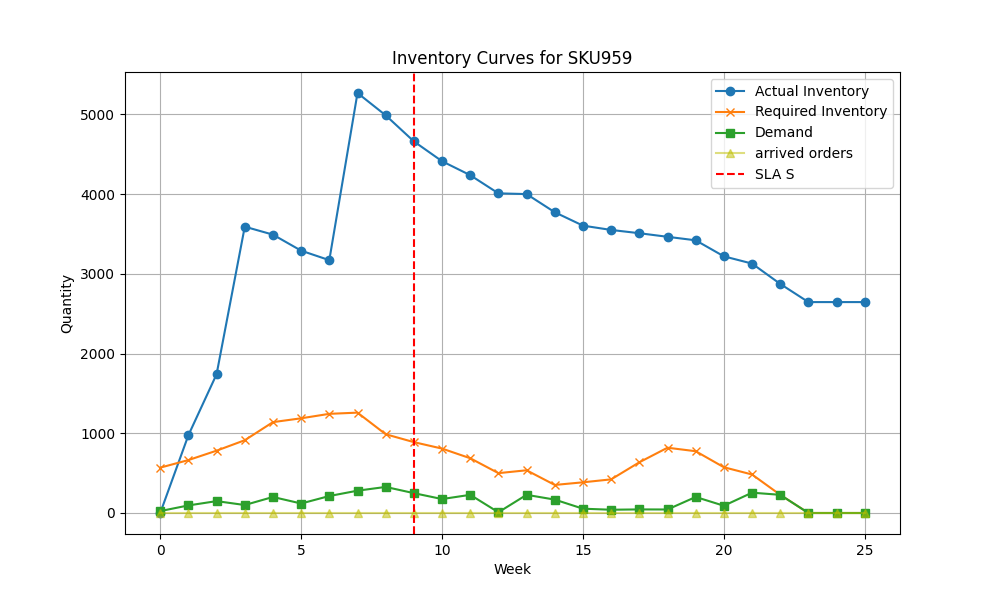 Inventory Curves for SKU959
Actual Inventory
Required Inventory
Demand
arrived orders
SLA S
Quantity
5000
4000
3000
2000
1000
0
0 5 10 15 20 25
Week